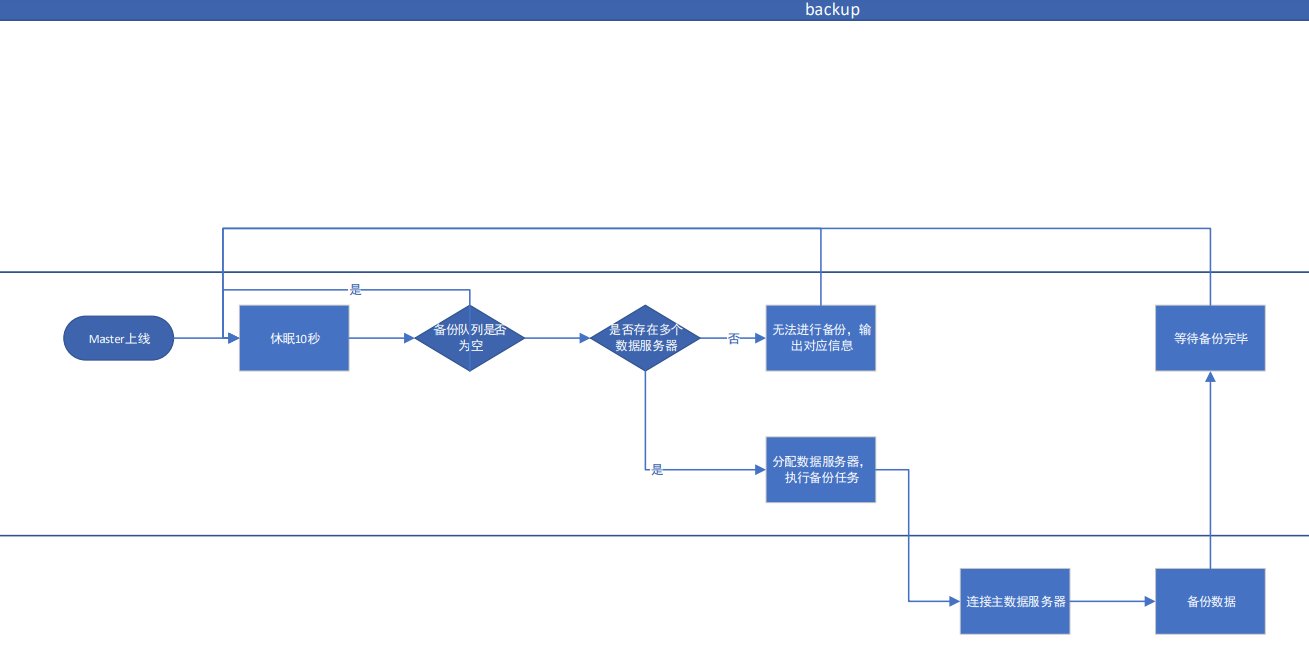 backup
是
Master上线
休眠10秒
备份队列是否
为空
是否存在多个
数据服务器
否
无法进行备份，输
出对应信息
等待备份完毕
分配数据服务器，
执行备份任务
是
连接主数据服务器
备份数据